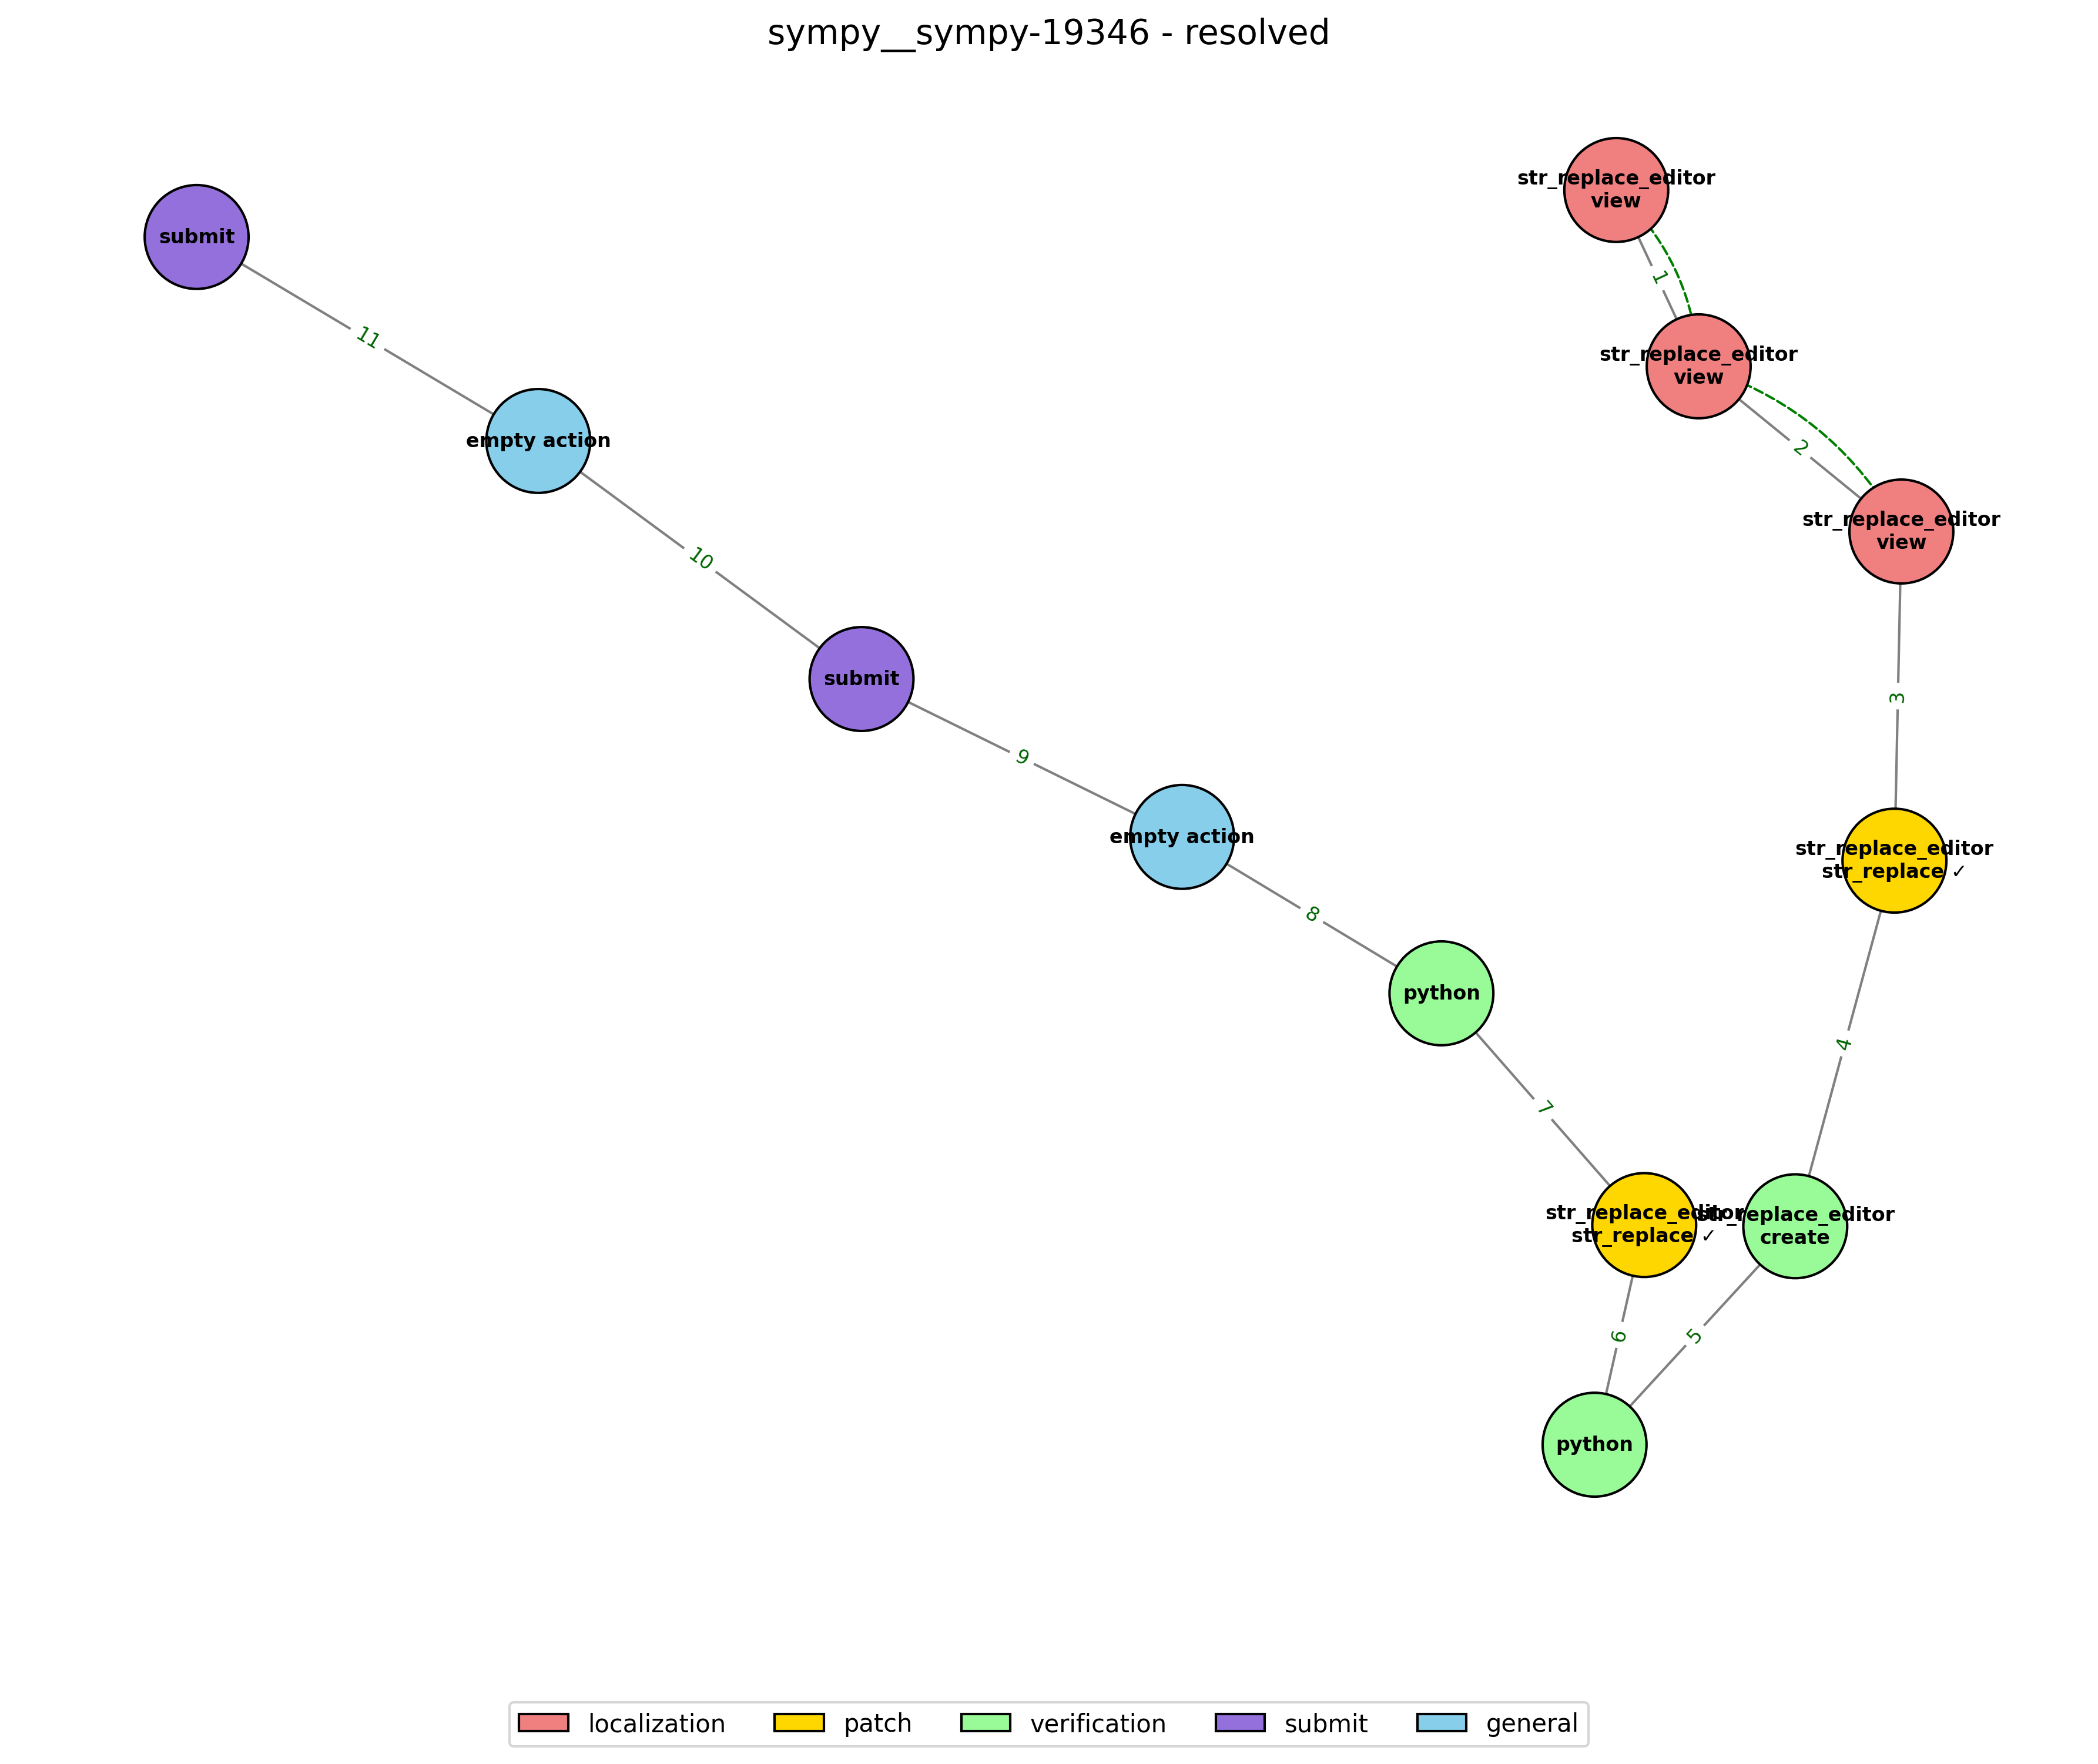 sympy__sympy-19346 - resolved
str_replace_editor
view
1
str_replace_editor
view
2
str_replace_editor
view
3
str_replace_editor
str_replace ✓
4
str_replace_editor
create
5
python
6
str_replace_editor
str_replace ✓
7
python
8
empty action
9
submit
10
empty action
11
submit
localization
patch
verification
submit
general